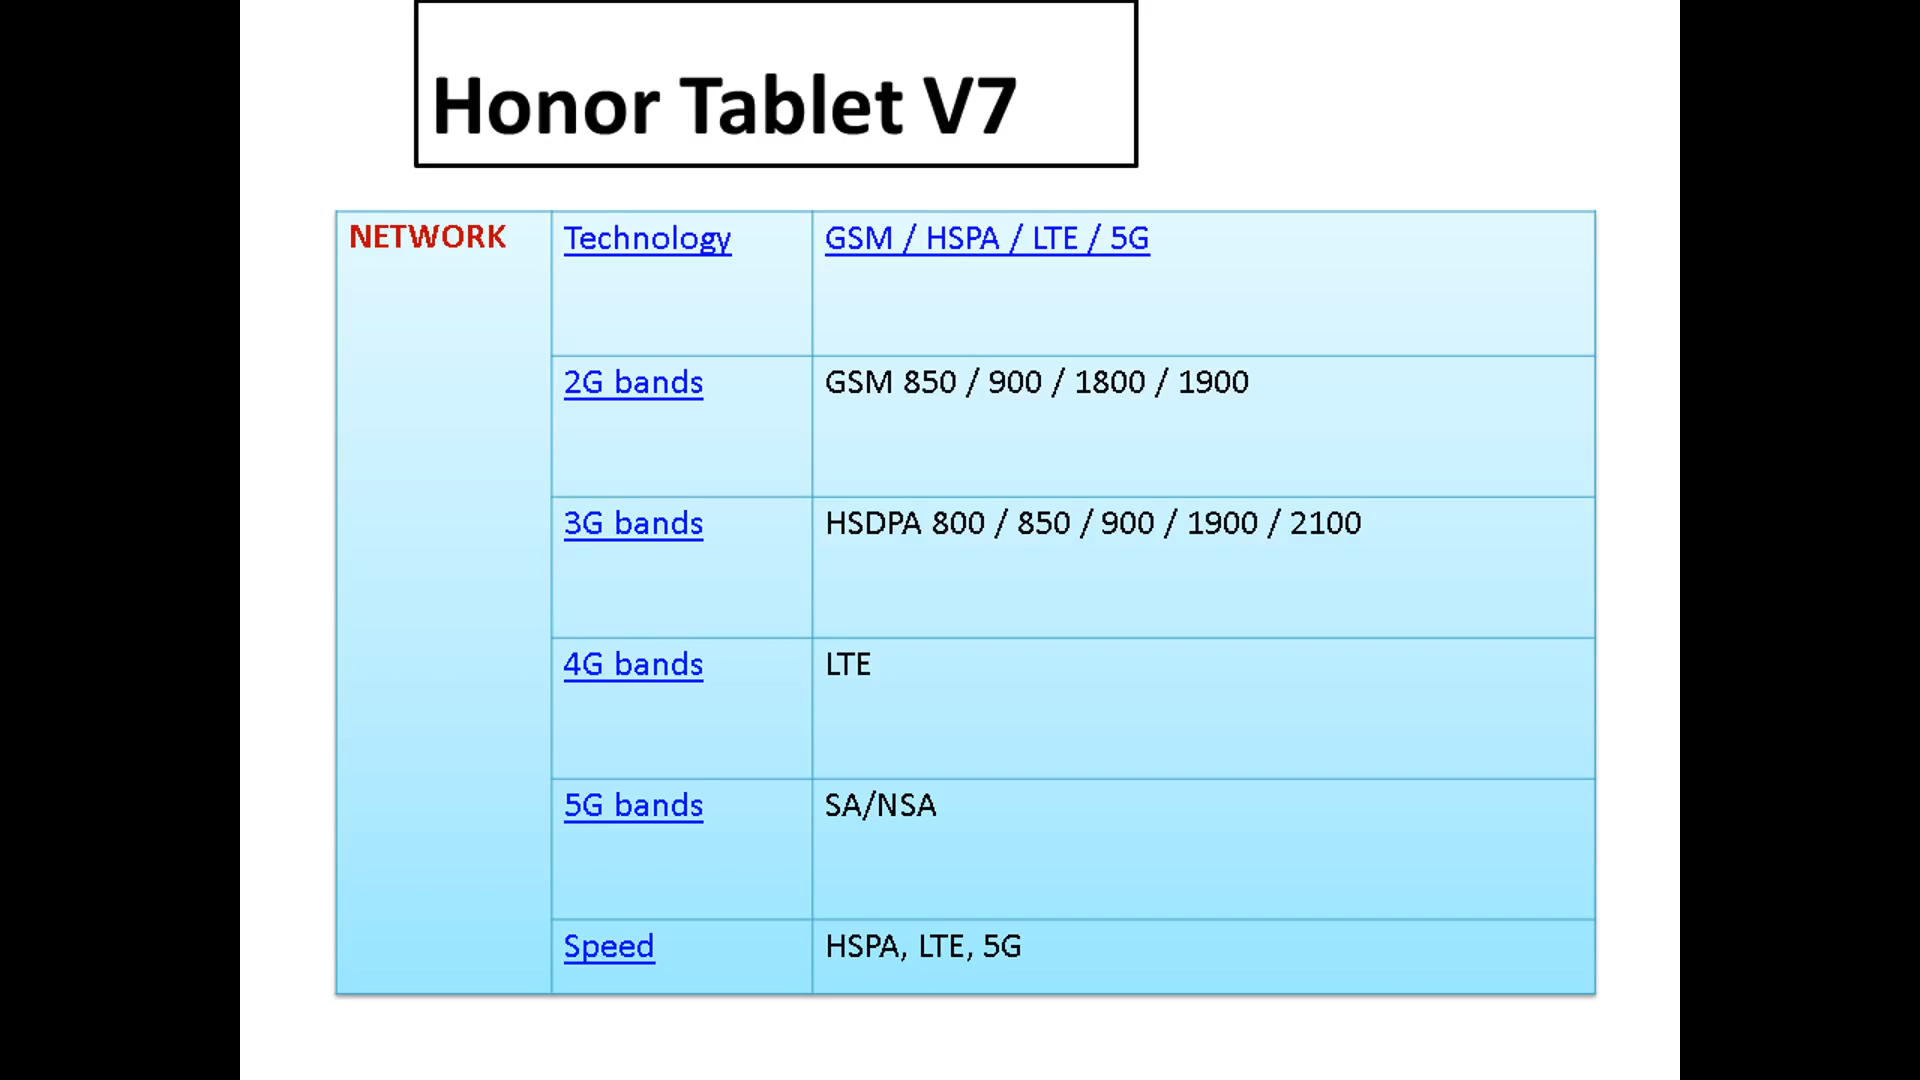 Honor Tablet V7
NETWORK Technology GSM / HSPA / LTE / 5G
2G bands GSM 850 / 900 / 1800 / 1900
3G bands HSDPA 800 / 850 / 900 / 1900 / 2100
4G bands LTE
5G bands SA/NSA
Speed HSPA, LTE, 5G